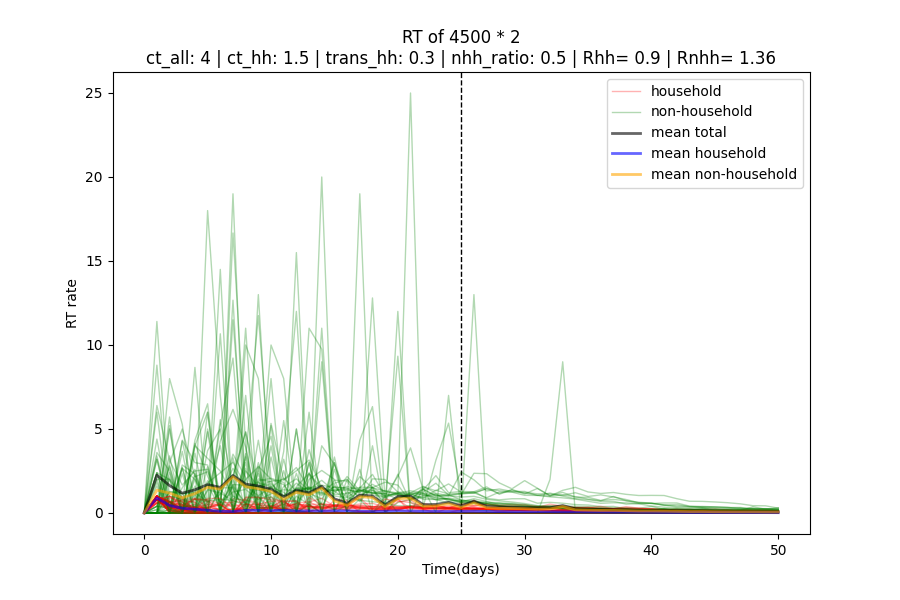 RT of 4500 * 2
ct_all: 4 | ct_hh: 1.5 | trans_hh: 0.3 | nhh_ratio: 0.5 | Rhh= 0.9 | Rnhh= 1.36
household
non-household
mean total
mean household
mean non-household
25
20
15
10
5
0
RT rate
0 10 20 30 40 50
Time(days)